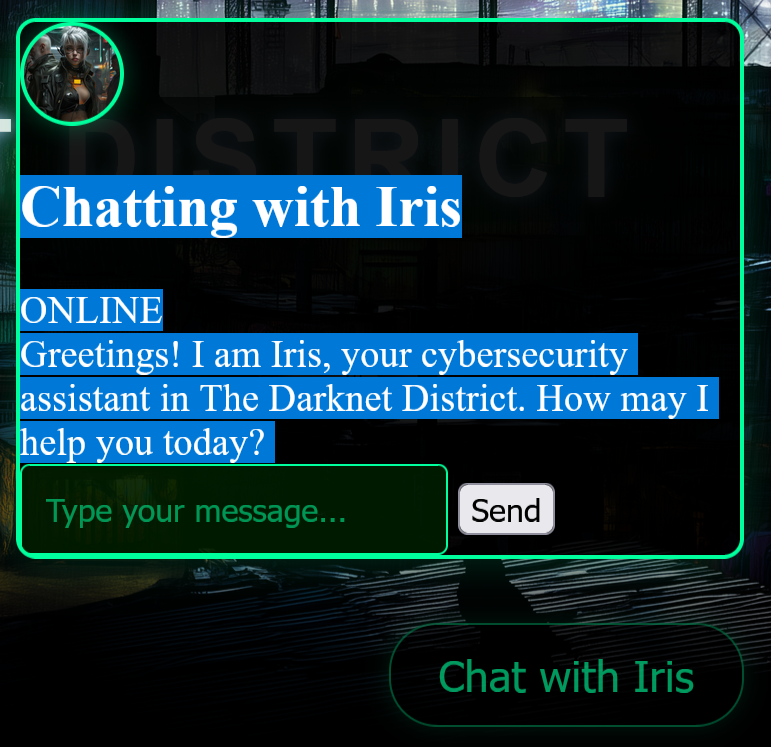 T DISTRICT
Chatting with Iris
ONLINE
Greetings! I am Iris, your cybersecurity
assistant in The Darknet District. How may I
help you today?
Type your message...
Send
Chat with Iris